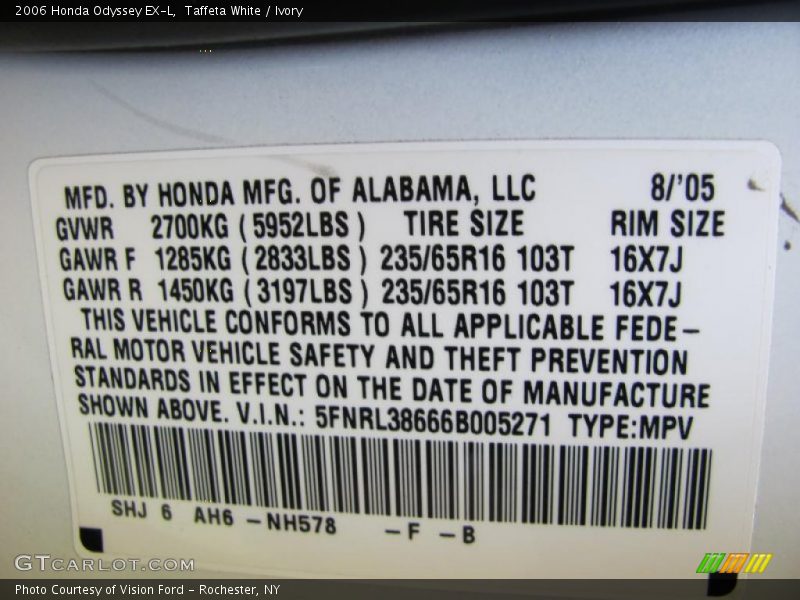 2006 Honda Odyssey EX-L,  Taffeta White / Ivory
MFD. BY HONDA MFG. OF ALABAMA, LLC 8/'05
GVWR 2700KG (5952LBS) TIRE SIZE RIM SIZE
GAWR F 1285KG (2833LBS) 235/65R16 103T 16X7J
GAWR R 1450KG (3197LBS) 235/65R16 103T 16X7J
THIS VEHICLE CONFORMS TO ALL APPLICABLE FEDE-
RAL MOTOR VEHICLE SAFETY AND THEFT PREVENTION
STANDARDS IN EFFECT ON THE DATE OF MANUFACTURE
SHOWN ABOVE. V.I.N.: 5FNRL38666B005271 TYPE:MPV
SHJ 6 AH6 -NH578 -F -B
GTCARLOT.COM
Photo Courtesy of Vision Ford - Rochester, NY